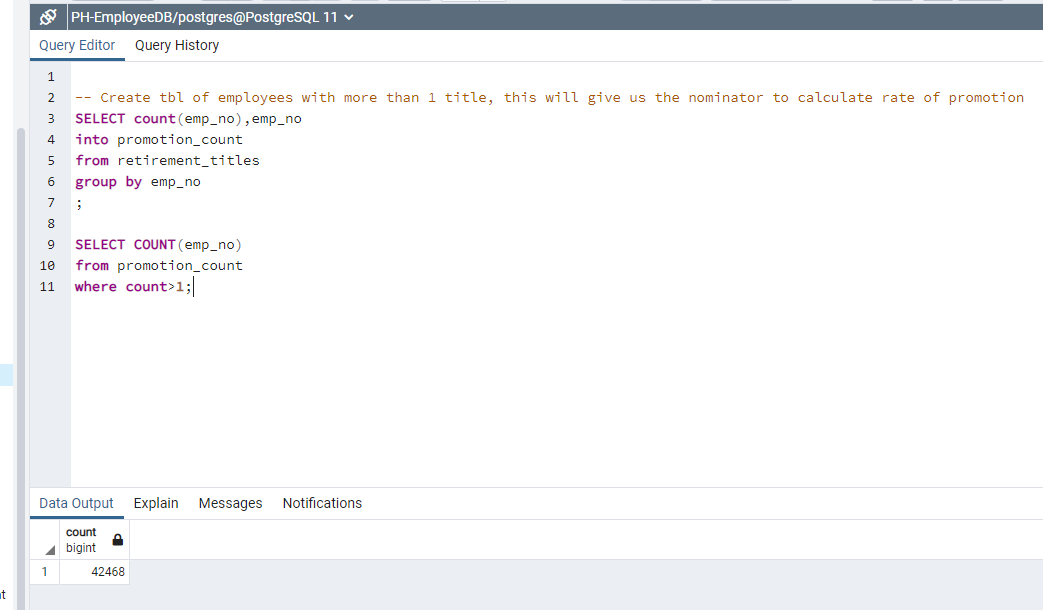 PH-EmployeeDB/postgres@PostgreSQL 11
Query Editor Query History
1
2 -- Create tbl of employees with more than 1 title, this will give us the nominator to calculate rate of promotion
3 SELECT count(emp_no),emp_no
4 into promotion_count
5 from retirement_titles
6 group by emp_no
7 ;
8
9 SELECT COUNT(emp_no)
10 from promotion_count
11 where count>1;
Data Output Explain Messages Notifications
count
bigint
1 42468